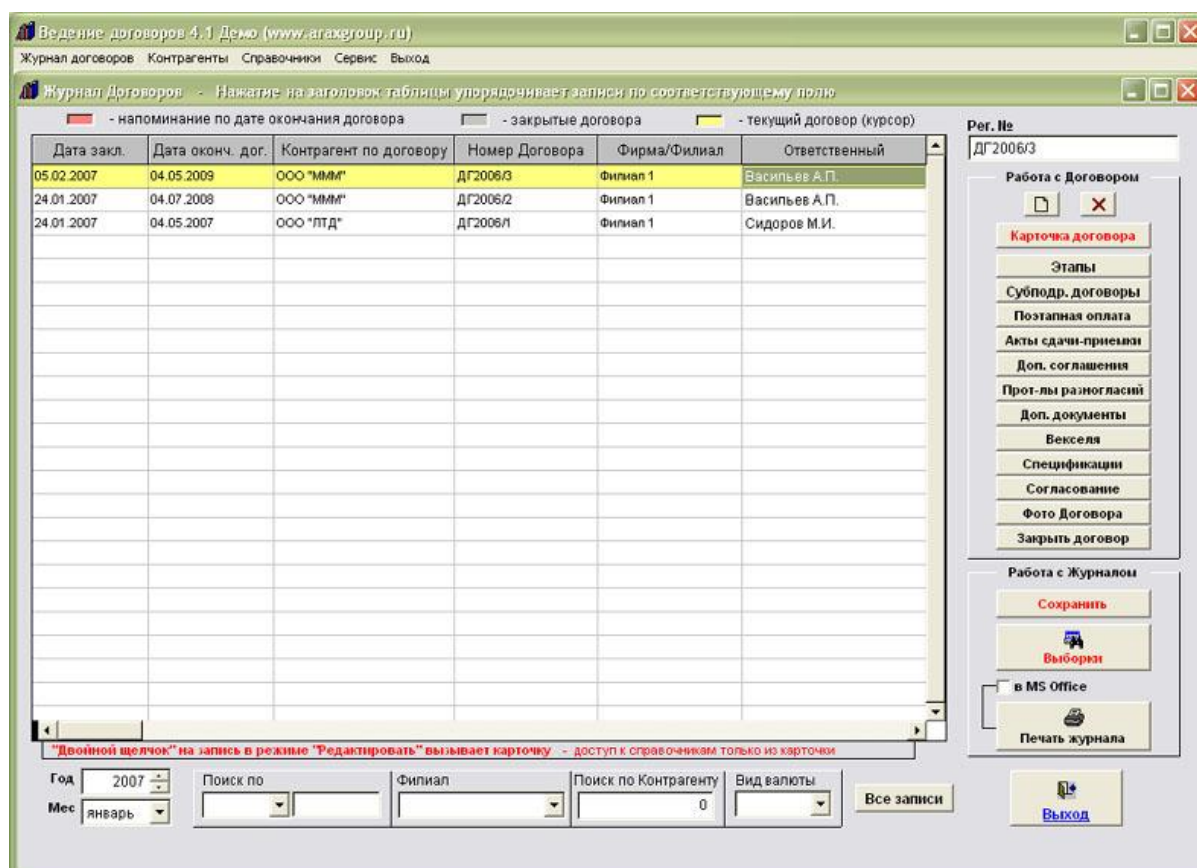 Ведение договоров 4.1 Демо (www.araxgroup.ru)
Журнал договоров Контрагенты Справочники Сервис Выход
Журнал Договоров - Нажатие на заголовок таблицы упорядочивает записи по соответствующему полю
- напоминание по дате окончания договора - закрытые договора - текущий договор (курсор)
Дата закл. Дата оконч. дог. Контрагент по договору Номер Договора Фирма/Филиал Ответственный
05.02.2007 04.05.2009 ООО "МММ" ДГ2006/3 Филиал 1 Васильев А.П.
24.01.2007 04.07.2008 ООО "МММ" ДГ2006/2 Филиал 1 Васильев А.П.
24.01.2007 04.05.2007 ООО "ЛТД" ДГ2006/1 Филиал 1 Сидоров М.И.
Рег. №
ДГ2006/3
Работа с Договором
Карточка договора
Этапы
Субподр. договоры
Поэтапная оплата
Акты сдачи-приемки
Доп. соглашения
Прот-лы разногласий
Доп. документы
Векселя
Спецификации
Согласование
Фото Договора
Закрыть договор
Работа с Журналом
Сохранить
Выборки
в MS Office
Печать журнала
"Двойной щелчок" на запись в режиме "Редактировать" вызывает карточку - доступ к справочникам только из карточки
Год 2007 Поиск по Филиал Поиск по Контрагенту Вид валюты
Мес январь 0 Все записи
Выход